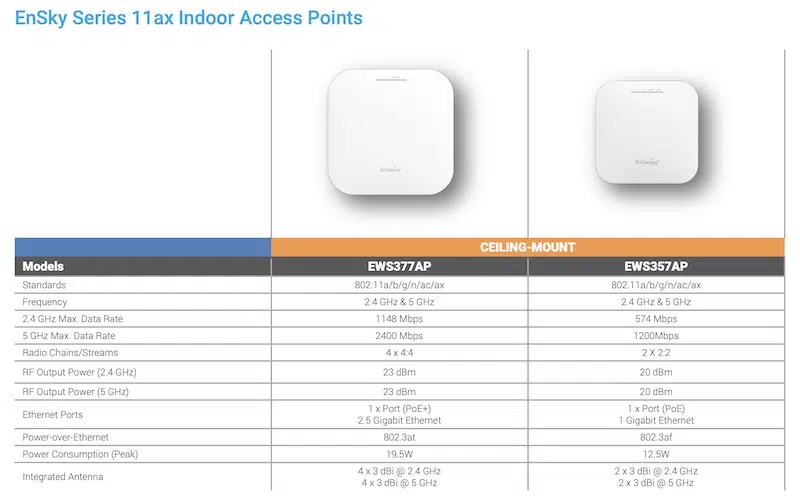 EnSky Series 11ax Indoor Access Points
EnGenius
EnGenius
CEILING-MOUNT
Models EWS377AP EWS357AP
Standards 802.11a/b/g/n/ac/ax 802.11a/b/g/n/ac/ax
Frequency 2.4 GHz & 5 GHz 2.4 GHz & 5 GHz
2.4 GHz Max. Data Rate 1148 Mbps 574 Mbps
5 GHz Max. Data Rate 2400 Mbps 1200Mbps
Radio Chains/Streams 4 x 4:4 2 X 2:2
RF Output Power (2.4 GHz) 23 dBm 20 dBm
RF Output Power (5 GHz) 23 dBm 20 dBm
Ethernet Ports 1 x Port (PoE+) 1 x Port (PoE)
2.5 Gigabit Ethernet 1 Gigabit Ethernet
Power-over-Ethernet 802.3at 802.3af
Power Consumption (Peak) 19.5W 12.5W
Integrated Antenna 4 x 3 dBi @ 2.4 GHz 2 x 3 dBi @ 2.4 GHz
4 x 3 dBi @ 5 GHz 2 x 3 dBi @ 5 GHz